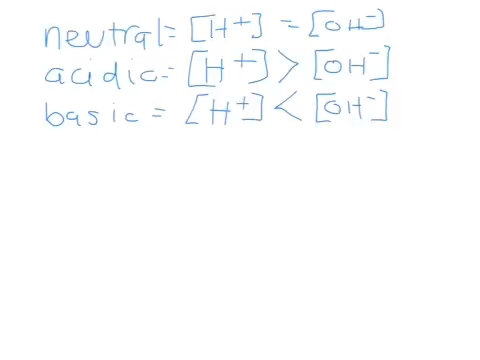 neutral = [H+] = [OH-]
acidic = [H+] > [OH-]
basic = [H+] < [OH-]